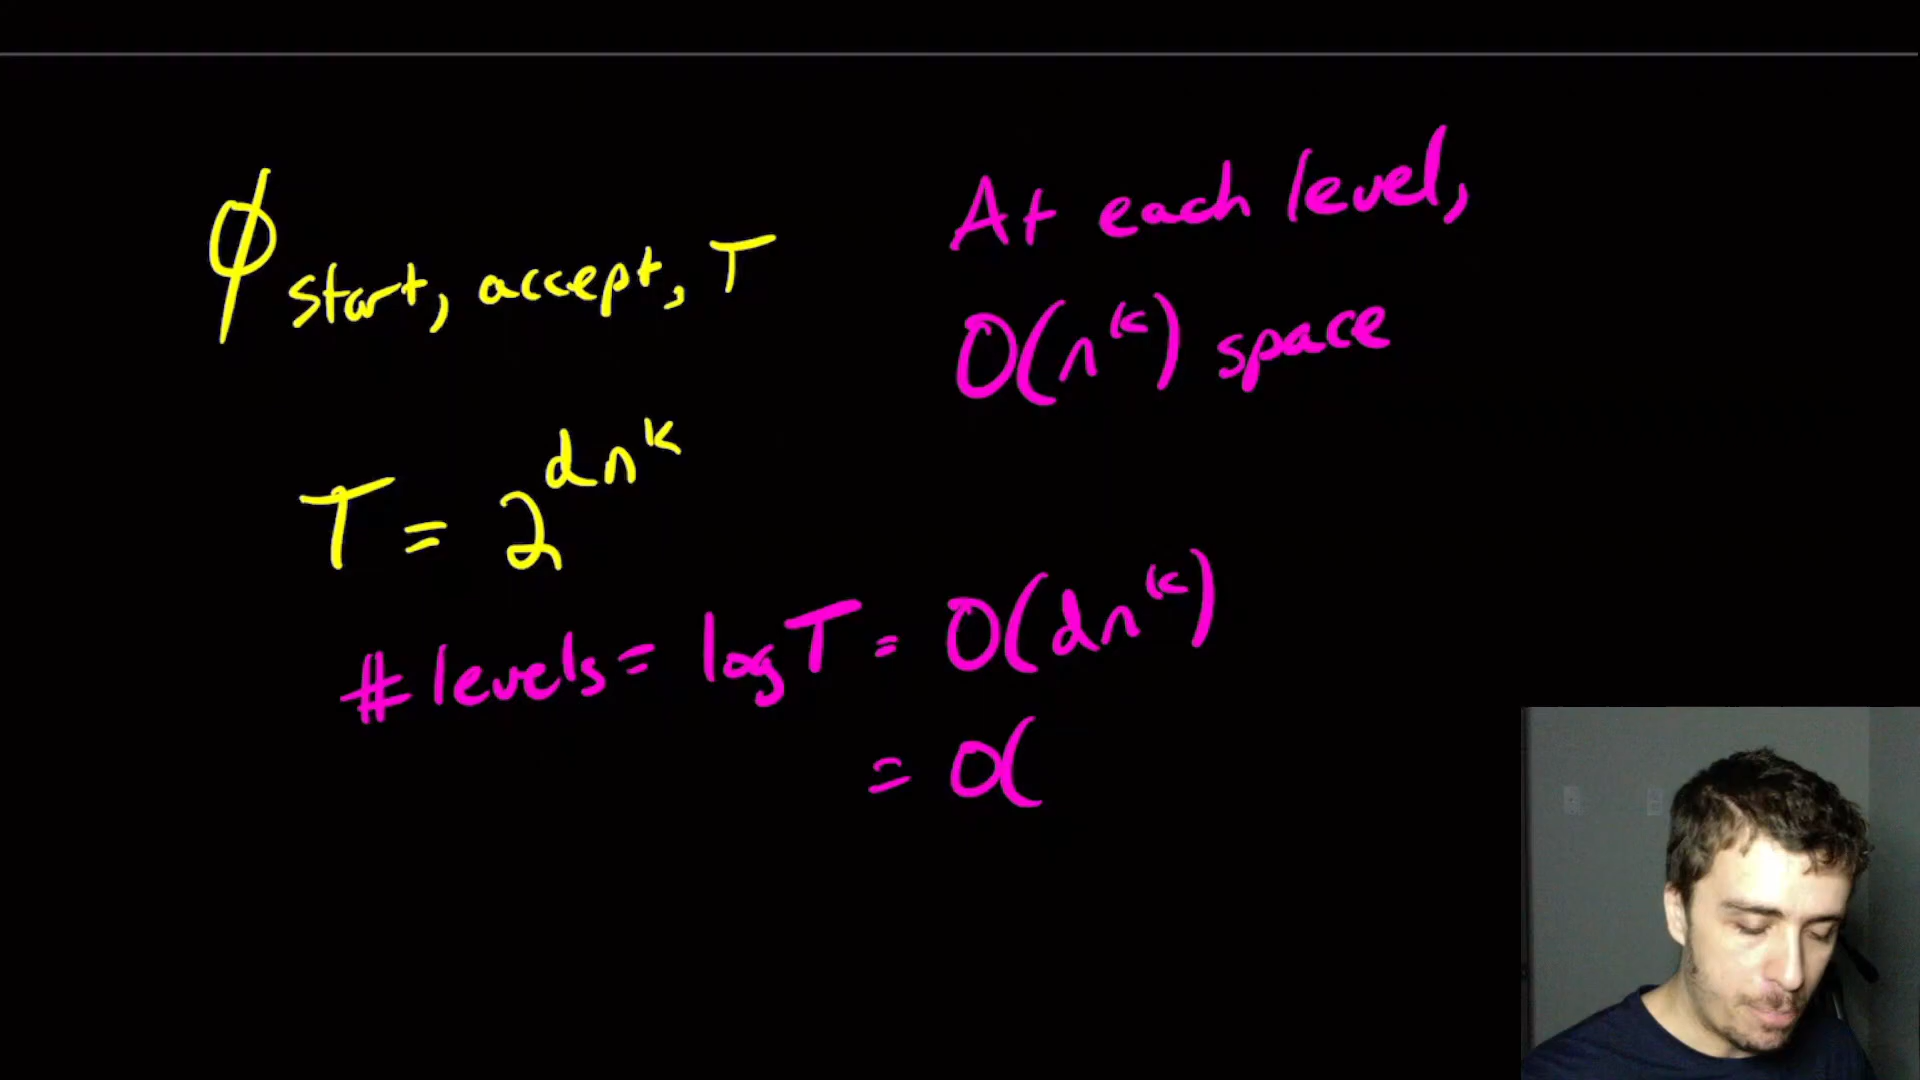 ϕ start, accept, T
T = 2^{dn^k}
At each level,
O(n^k) space
# levels = log T = O(dn^k)
= O(